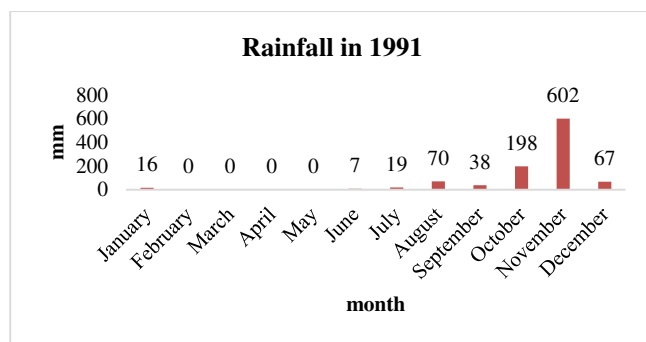 Rainfall in 1991
mm
800
600
400
200
0
16
0
0
0
0
7
19
70
38
198
602
67
January
February
March
April
May
June
July
August
September
October
November
December
month